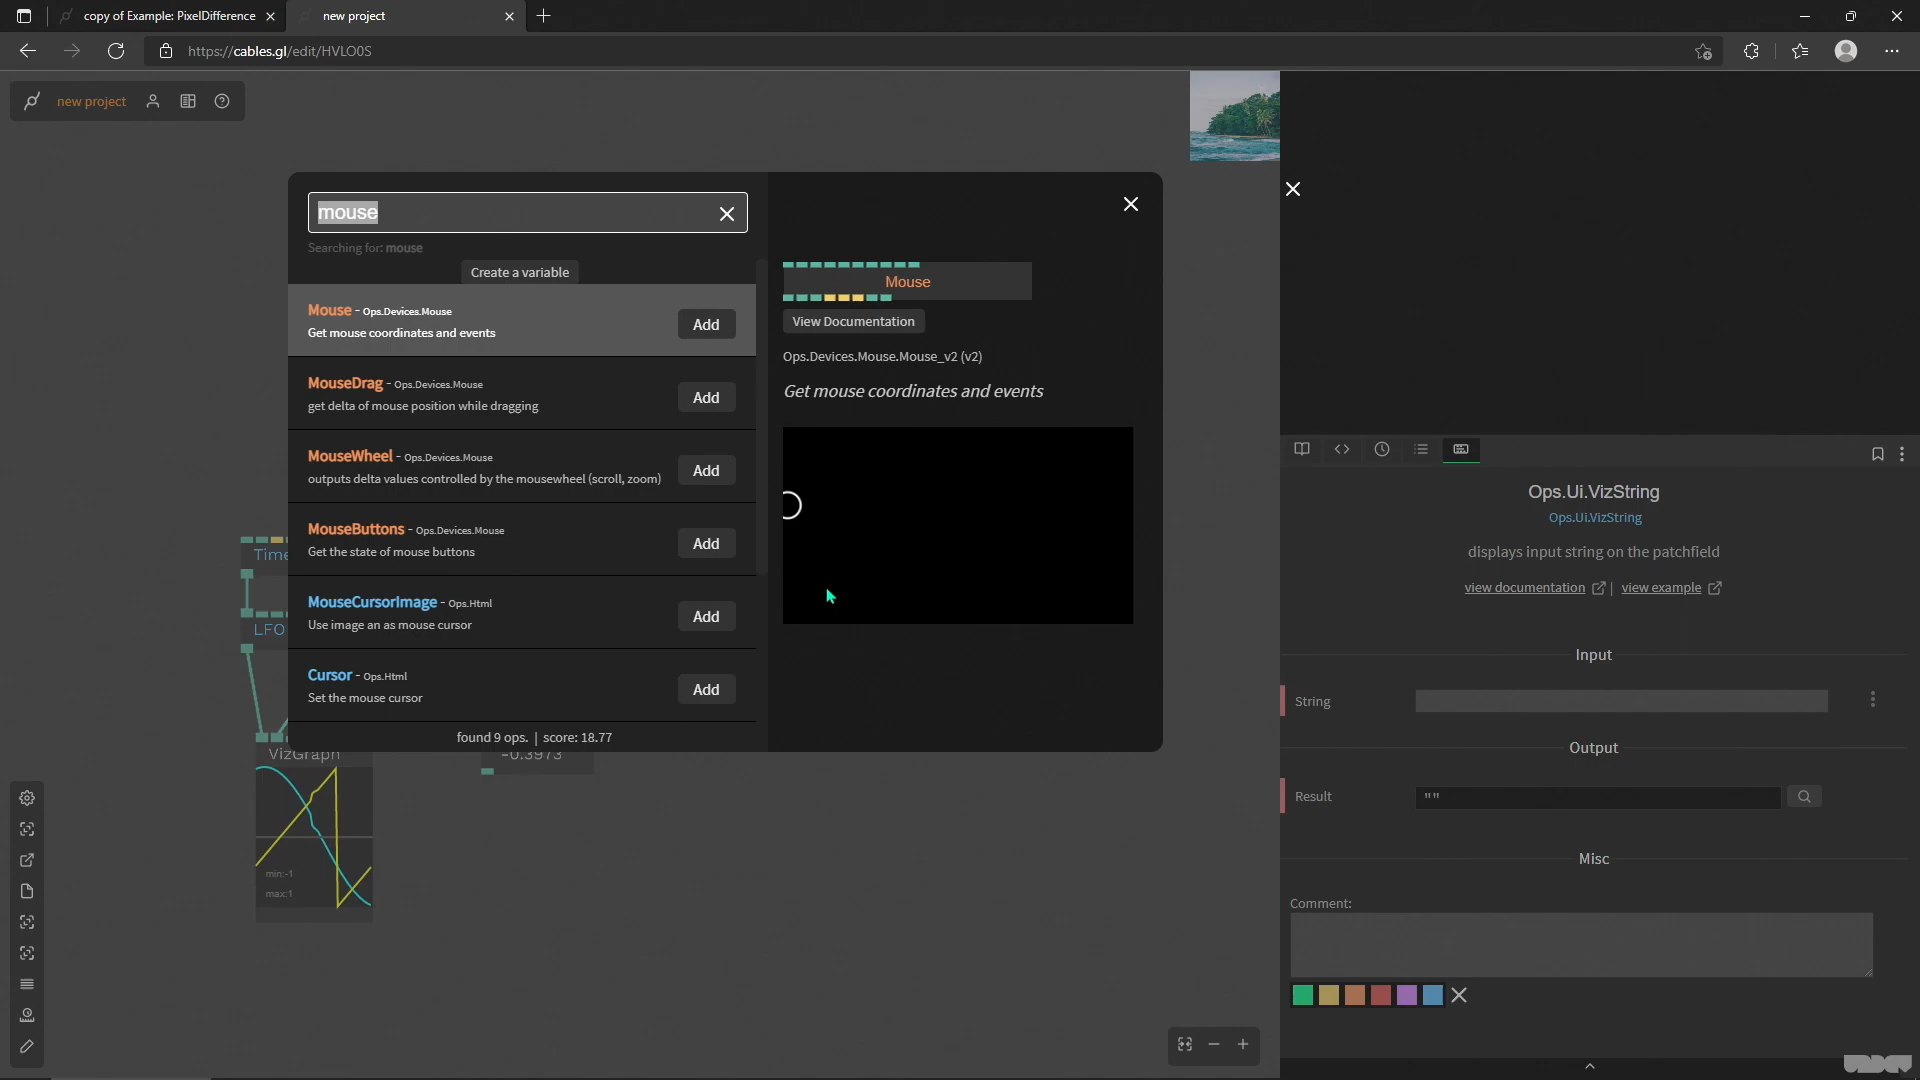 copy of Example: PixelDifference
new project
https://cables.gl/edit/HVLO0S
new project
mouse
Searching for: mouse
Create a variable
Mouse - Ops.Devices.Mouse
Get mouse coordinates and events
Add
MouseDrag - Ops.Devices.Mouse
get delta of mouse position while dragging
Add
MouseWheel - Ops.Devices.Mouse
outputs delta values controlled by the mousewheel (scroll, zoom)
Add
MouseButtons - Ops.Devices.Mouse
Get the state of mouse buttons
Add
MouseCursorImage - Ops.Html
Use image an as mouse cursor
Add
Cursor - Ops.Html
Set the mouse cursor
Add
found 9 ops. | score: 18.77
Mouse
View Documentation
Ops.Devices.Mouse.Mouse_v2 (v2)
Get mouse coordinates and events
Time
LFO
VizGraph
min:-1
max:1
-0.3973
Ops.Ui.VizString
Ops.Ui.VizString
displays input string on the patchfield
view documentation | view example
Input
String
Output
Result
""
Misc
Comment: